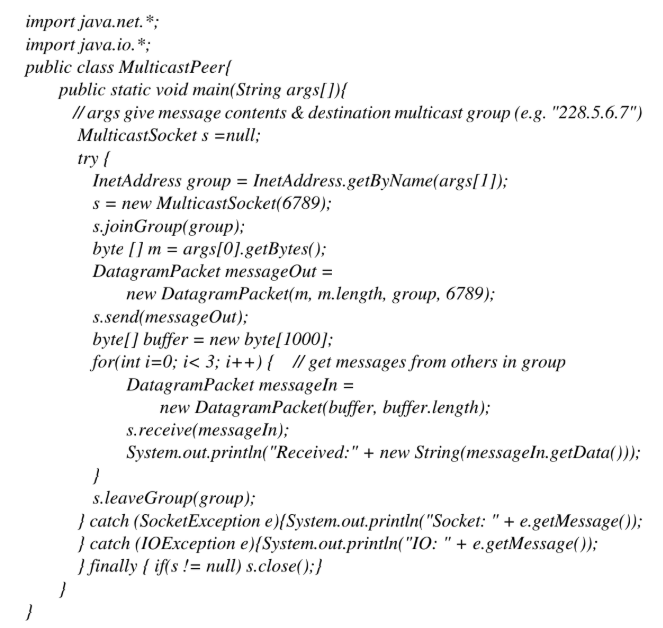 import java.net.*;
import java.io.*;
public class MulticastPeer{
public static void main(String args[]){
// args give message contents & destination multicast group (e.g. "228.5.6.7")
MulticastSocket s =null;
try {
InetAddress group = InetAddress.getByName(args[1]);
s = new MulticastSocket(6789);
s.joinGroup(group);
byte [] m = args[0].getBytes();
DatagramPacket messageOut =
new DatagramPacket(m, m.length, group, 6789);
s.send(messageOut);
byte[] buffer = new byte[1000];
for(int i=0; i< 3; i++) { // get messages from others in group
DatagramPacket messageIn =
new DatagramPacket(buffer, buffer.length);
s.receive(messageIn);
System.out.println("Received:" + new String(messageIn.getData()));
}
s.leaveGroup(group);
} catch (SocketException e){System.out.println("Socket: " + e.getMessage());
} catch (IOException e){System.out.println("IO: " + e.getMessage());
} finally { if(s != null) s.close();}
}
}